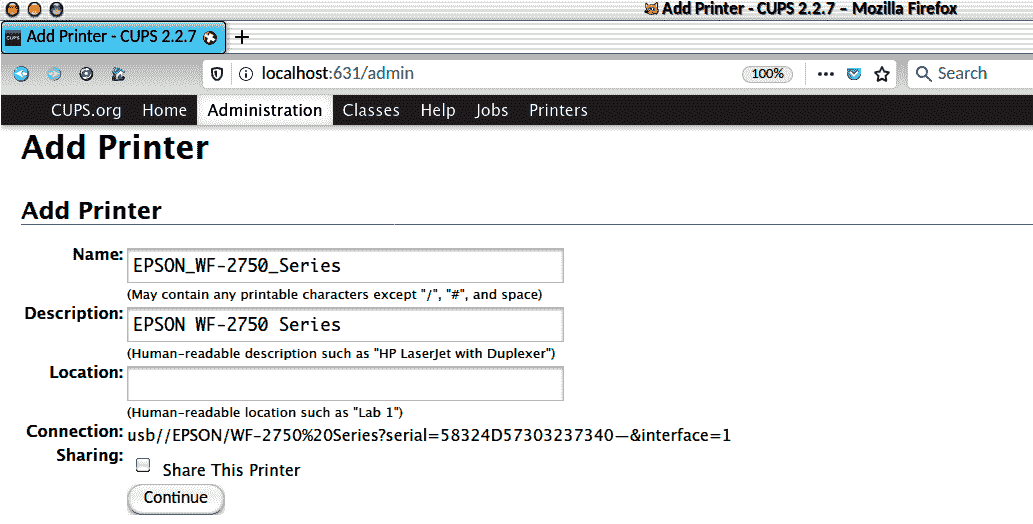 Add Printer - CUPS 2.2.7 – Mozilla Firefox
CUPS Add Printer - CUPS 2.2.7
localhost:631/admin 100% Search
CUPS.org Home Administration Classes Help Jobs Printers
Add Printer
Add Printer
Name: EPSON_WF-2750_Series
(May contain any printable characters except "/", "#", and space)
Description: EPSON WF-2750 Series
(Human-readable description such as "HP LaserJet with Duplexer")
Location:
(Human-readable location such as "Lab 1")
Connection: usb//EPSON/WF-2750%20Series?serial=58324D57303237340—&interface=1
Sharing:
Share This Printer
Continue